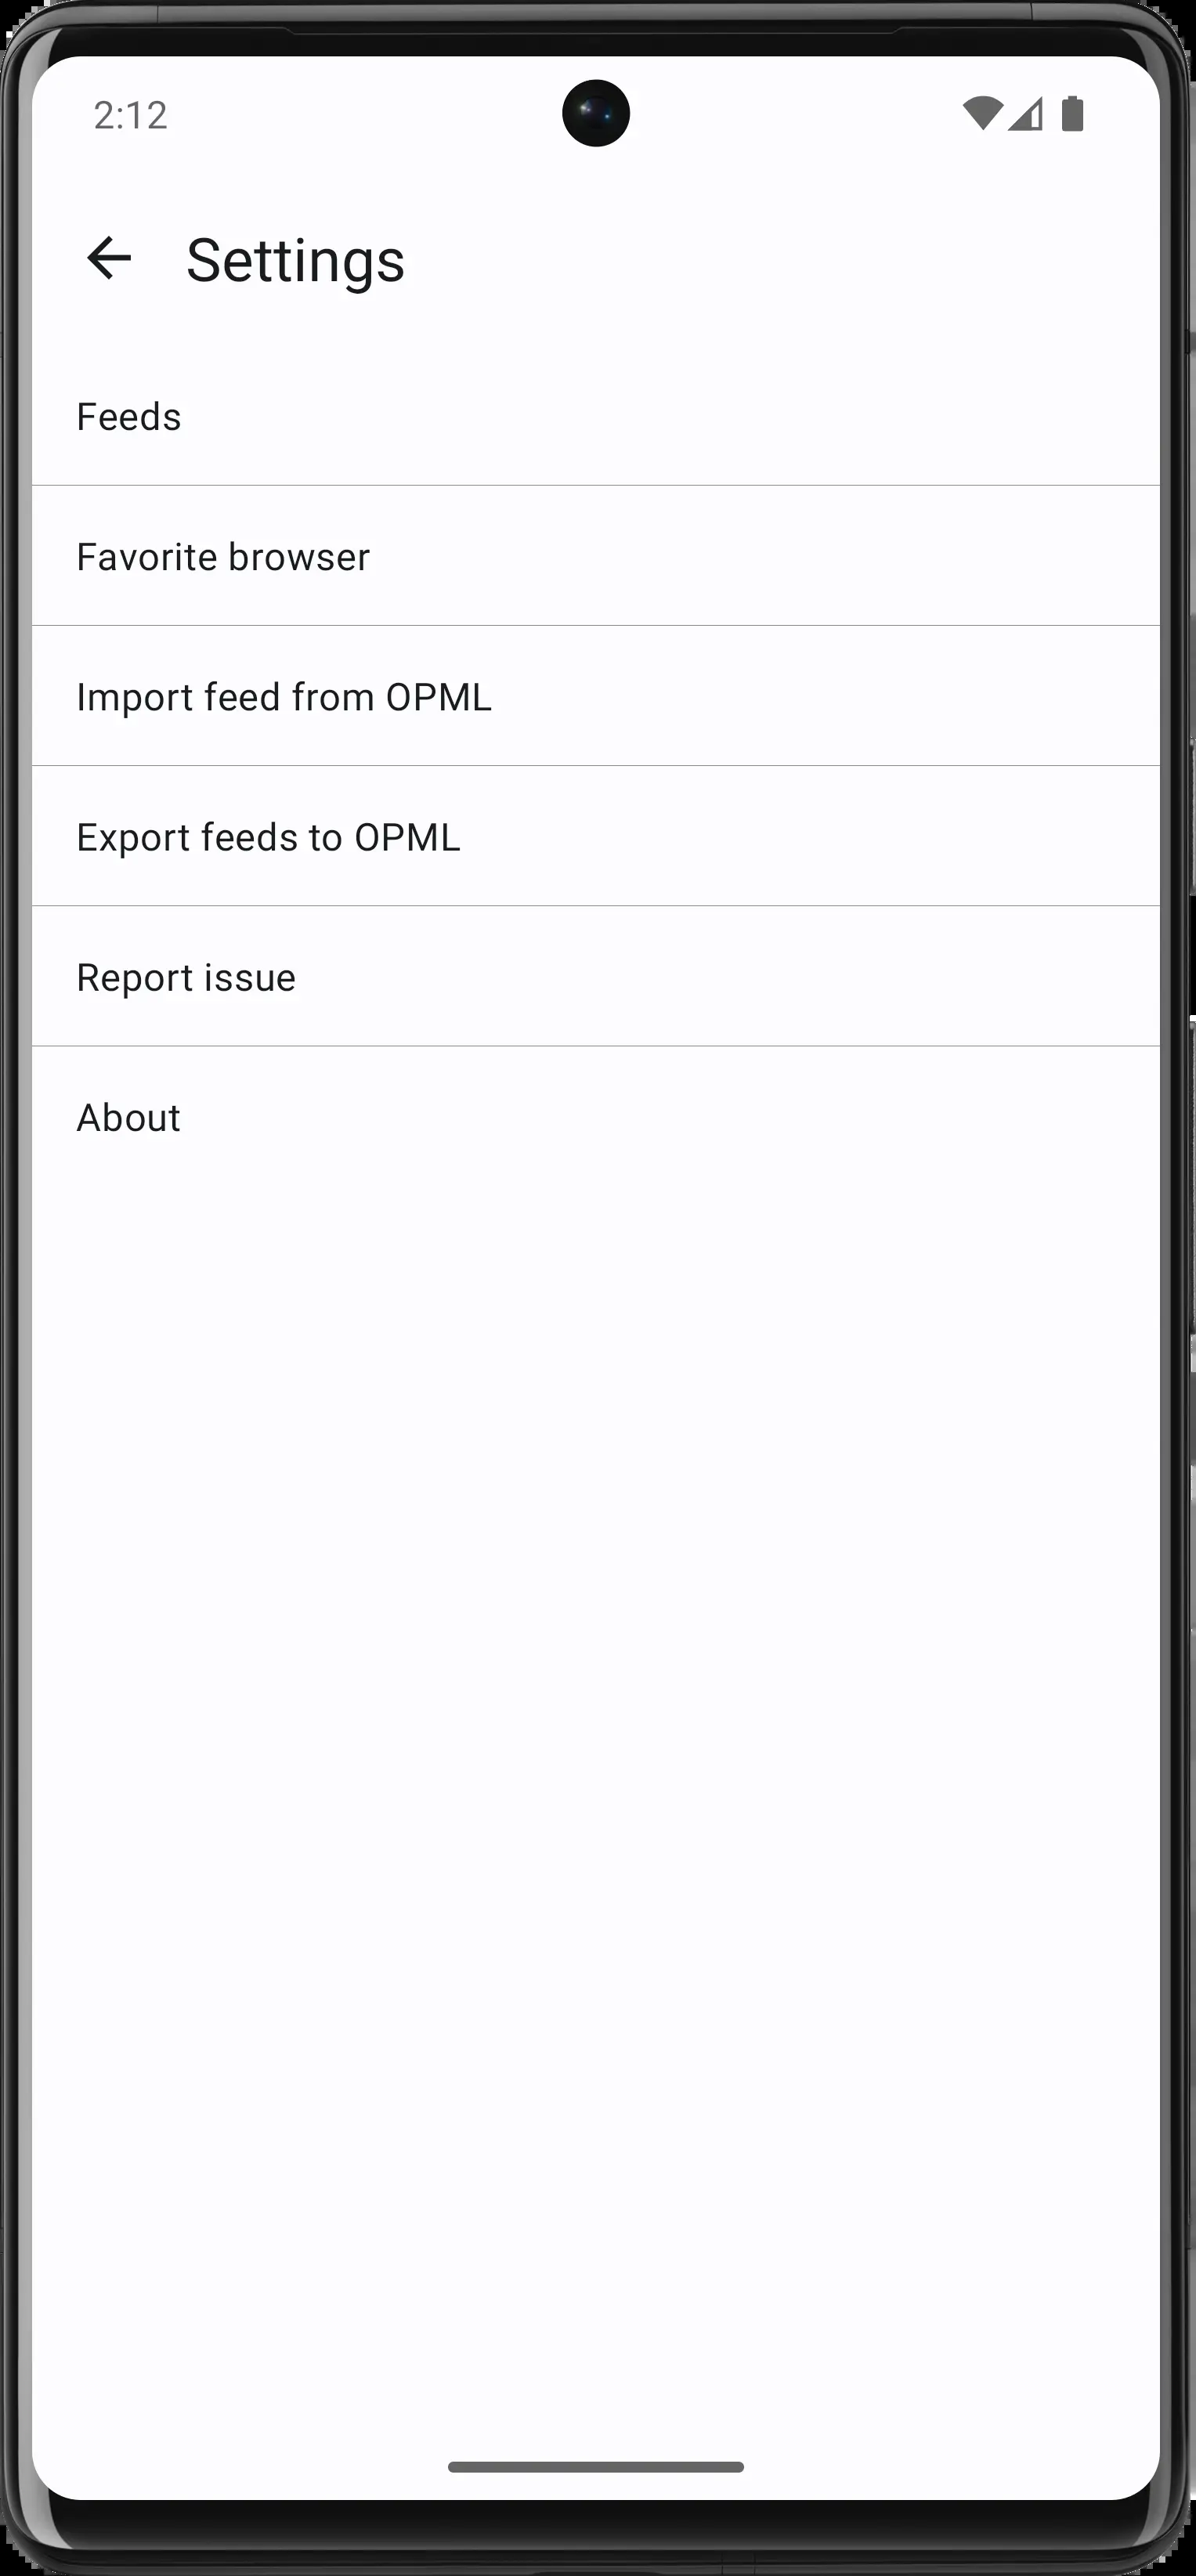 2:12
Settings
Feeds
Favorite browser
Import feed from OPML
Export feeds to OPML
Report issue
About